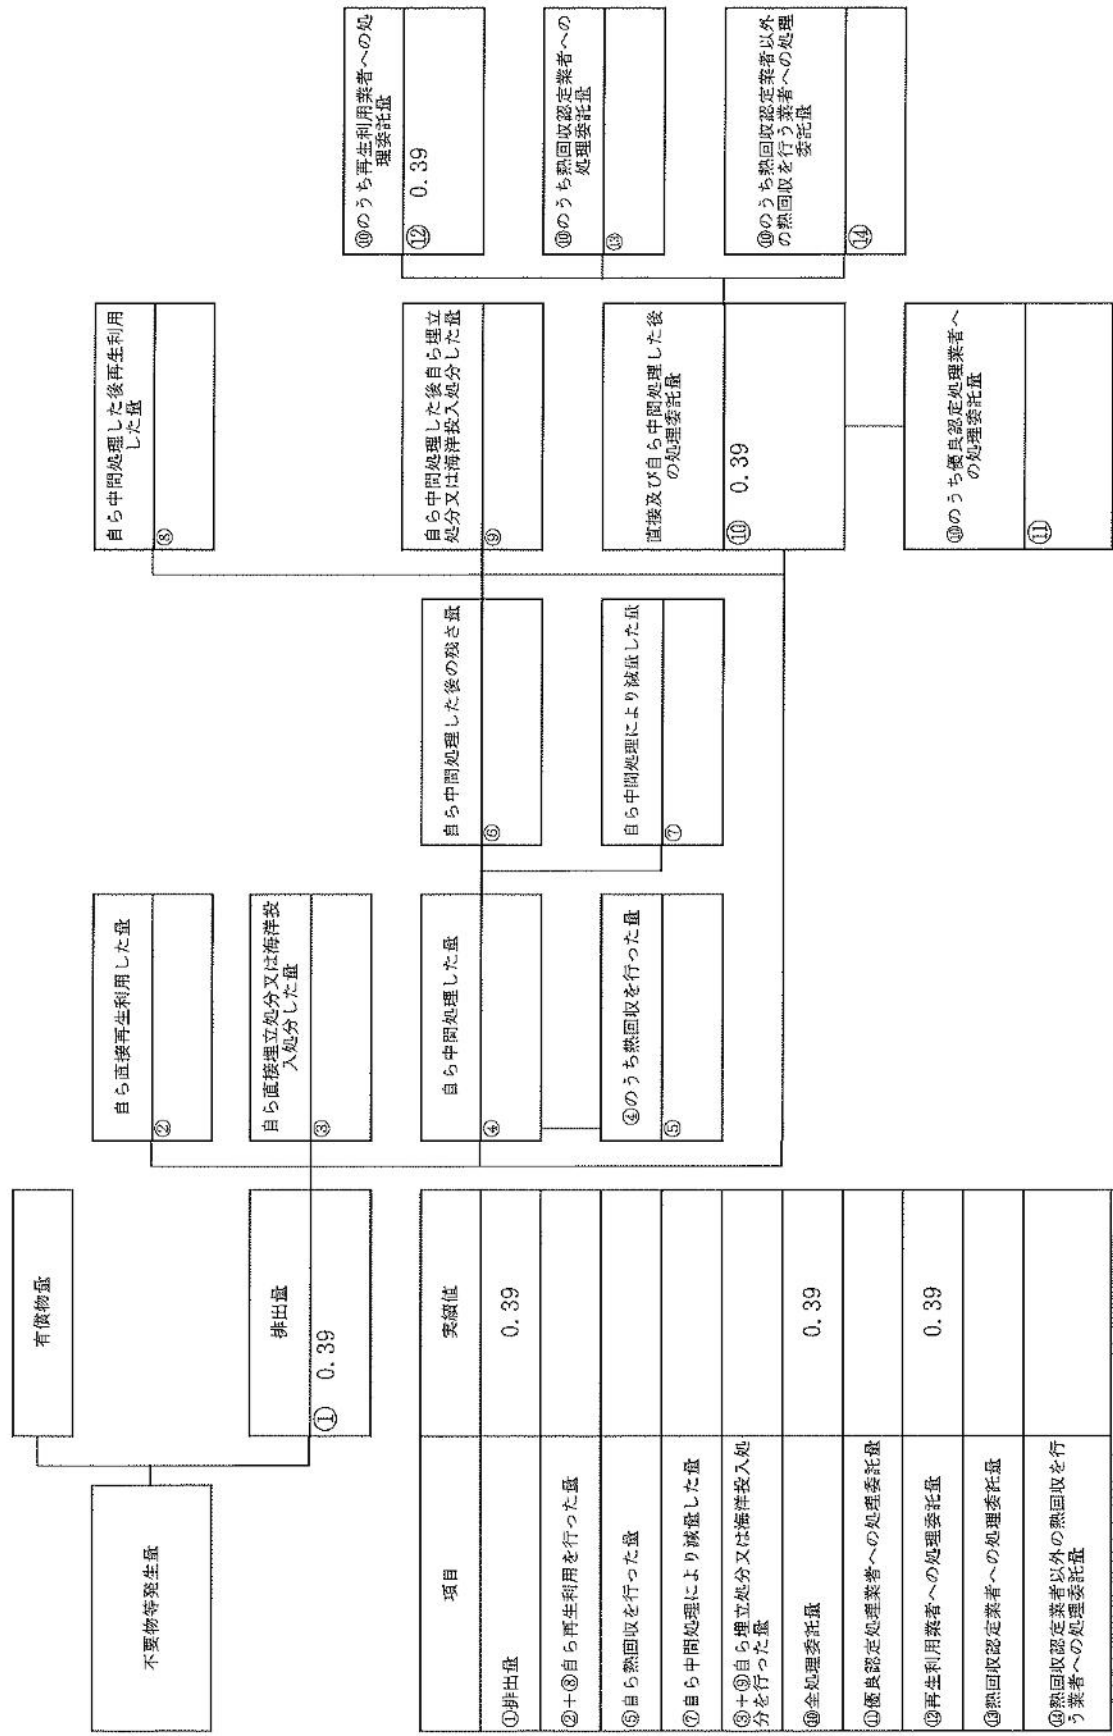 不要物等発生量
有償物量
排出量
① 0.39
自ら直接再生利用した量
②
自ら直接埋立処分又は海洋投
入処分した量
③
自ら中間処理した量
④
④のうち熱回収を行った量
⑤
自ら中間処理した後の残さ量
⑥
自ら中間処理により減量した量
⑦
自ら中間処理した後再生利用
した量
⑧
自ら中間処理した後自ら埋立
処分又は海洋投入処分した量
⑨
直接及び自ら中間処理した後
の処理委託量
⑩ 0.39
⑩のうち優良認定処理業者へ
の処理委託量
⑪
⑩のうち再生利用業者への処
理委託量
⑫ 0.39
⑩のうち熱回収認定業者への
処理委託量
⑬
⑩のうち熱回収認定業者以外
の熱回収を行う業者への処理
委託量
⑭
項目 実績値
①排出量 0.39
②+⑧自ら再生利用を行った量
⑤自ら熱回収を行った量
⑦自ら中間処理により減量した量
③+⑨自ら埋立処分又は海洋投入処
分を行った量
⑩全処理委託量 0.39
⑪優良認定処理業者への処理委託量
⑫再生利用業者への処理委託量 0.39
⑬熱回収認定業者への処理委託量
⑭熱回収認定業者以外の熱回収を行
う業者への処理委託量